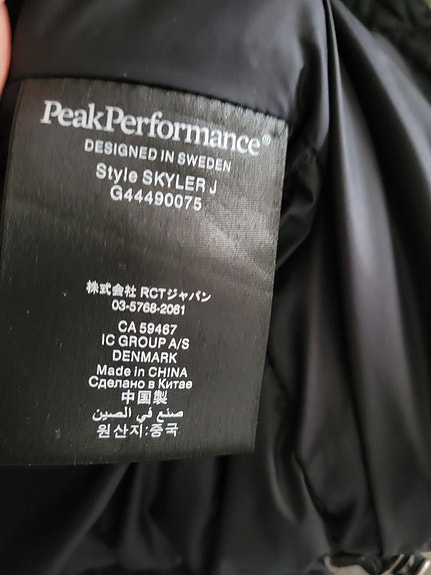 PeakPerformance®
DESIGNED IN SWEDEN
Style SKYLER J
G44490075
株式会社 RCTジャパン
03-5768-2061
CA 59467
IC GROUP A/S
DENMARK
Made in CHINA
Сделано в Китае
中国製
صنع في الصين
원산지:중국